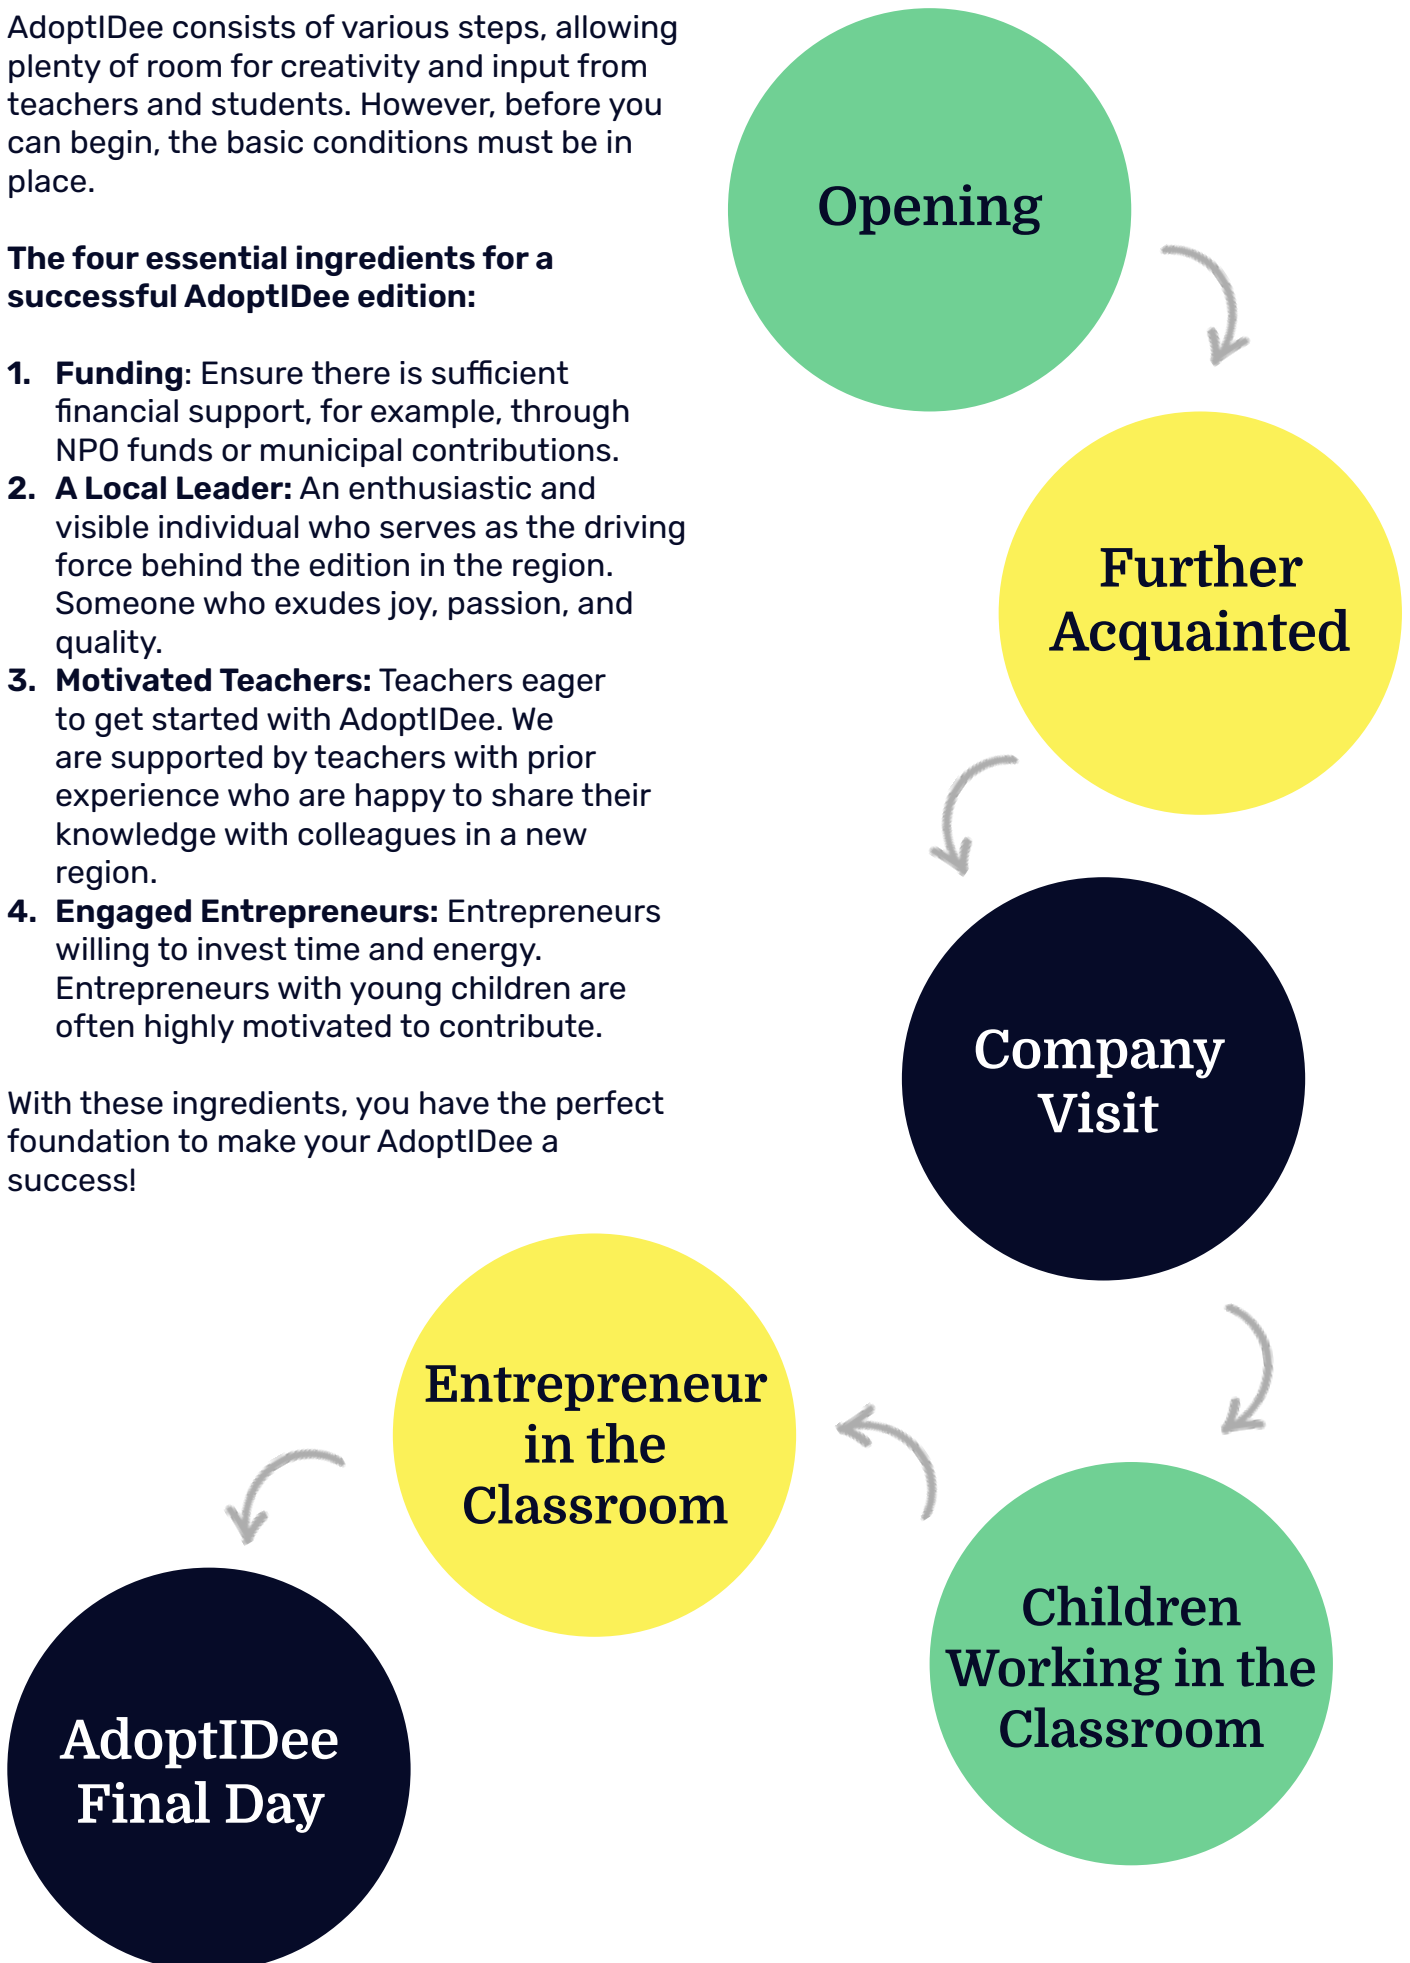 AdoptIDee consists of various steps, allowing
plenty of room for creativity and input from
teachers and students. However, before you
can begin, the basic conditions must be in
place.
The four essential ingredients for a
successful AdoptIDee edition:
1. Funding: Ensure there is sufficient
financial support, for example, through
NPO funds or municipal contributions.
2. A Local Leader: An enthusiastic and
visible individual who serves as the driving
force behind the edition in the region.
Someone who exudes joy, passion, and
quality.
3. Motivated Teachers: Teachers eager
to get started with AdoptIDee. We
are supported by teachers with prior
experience who are happy to share their
knowledge with colleagues in a new
region.
4. Engaged Entrepreneurs: Entrepreneurs
willing to invest time and energy.
Entrepreneurs with young children are
often highly motivated to contribute.
With these ingredients, you have the perfect
foundation to make your AdoptIDee a
success!
Opening
Further
Acquainted
Company
Visit
Children
Working in the
Classroom
Entrepreneur
in the
Classroom
AdoptIDee
Final Day